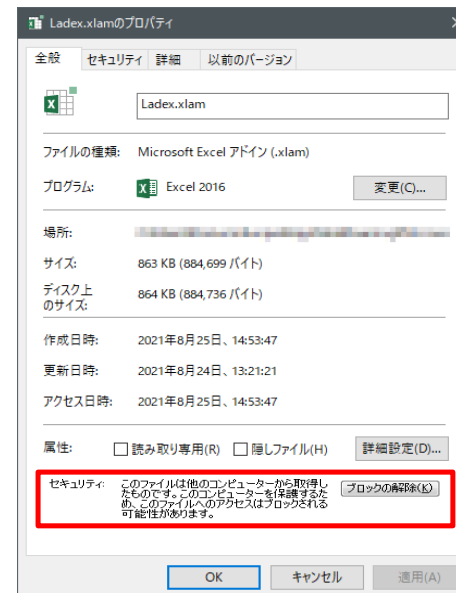 Ladex.xlamのプロパティ
全般 セキュリティ 詳細 以前のバージョン
Ladex.xlam
ファイルの種類: Microsoft Excel アドイン (.xlam)
プログラム: Excel 2016 変更(C)...
場所:
サイズ: 863 KB (884,699 バイト)
ディスク上
のサイズ: 864 KB (884,736 バイト)
作成日時: 2021年8月25日、14:53:47
更新日時: 2021年8月24日、13:21:21
アクセス日時: 2021年8月25日、14:53:47
属性: 読み取り専用(R) 隠しファイル(H) 詳細設定(D)...
セキュリティ: このファイルは他のコンピューターから取得し
たものです。このコンピューターを保護するた
め、このファイルへのアクセスはブロックされる
可能性があります。
ブロックの解除(K)
OK キャンセル 適用(A)